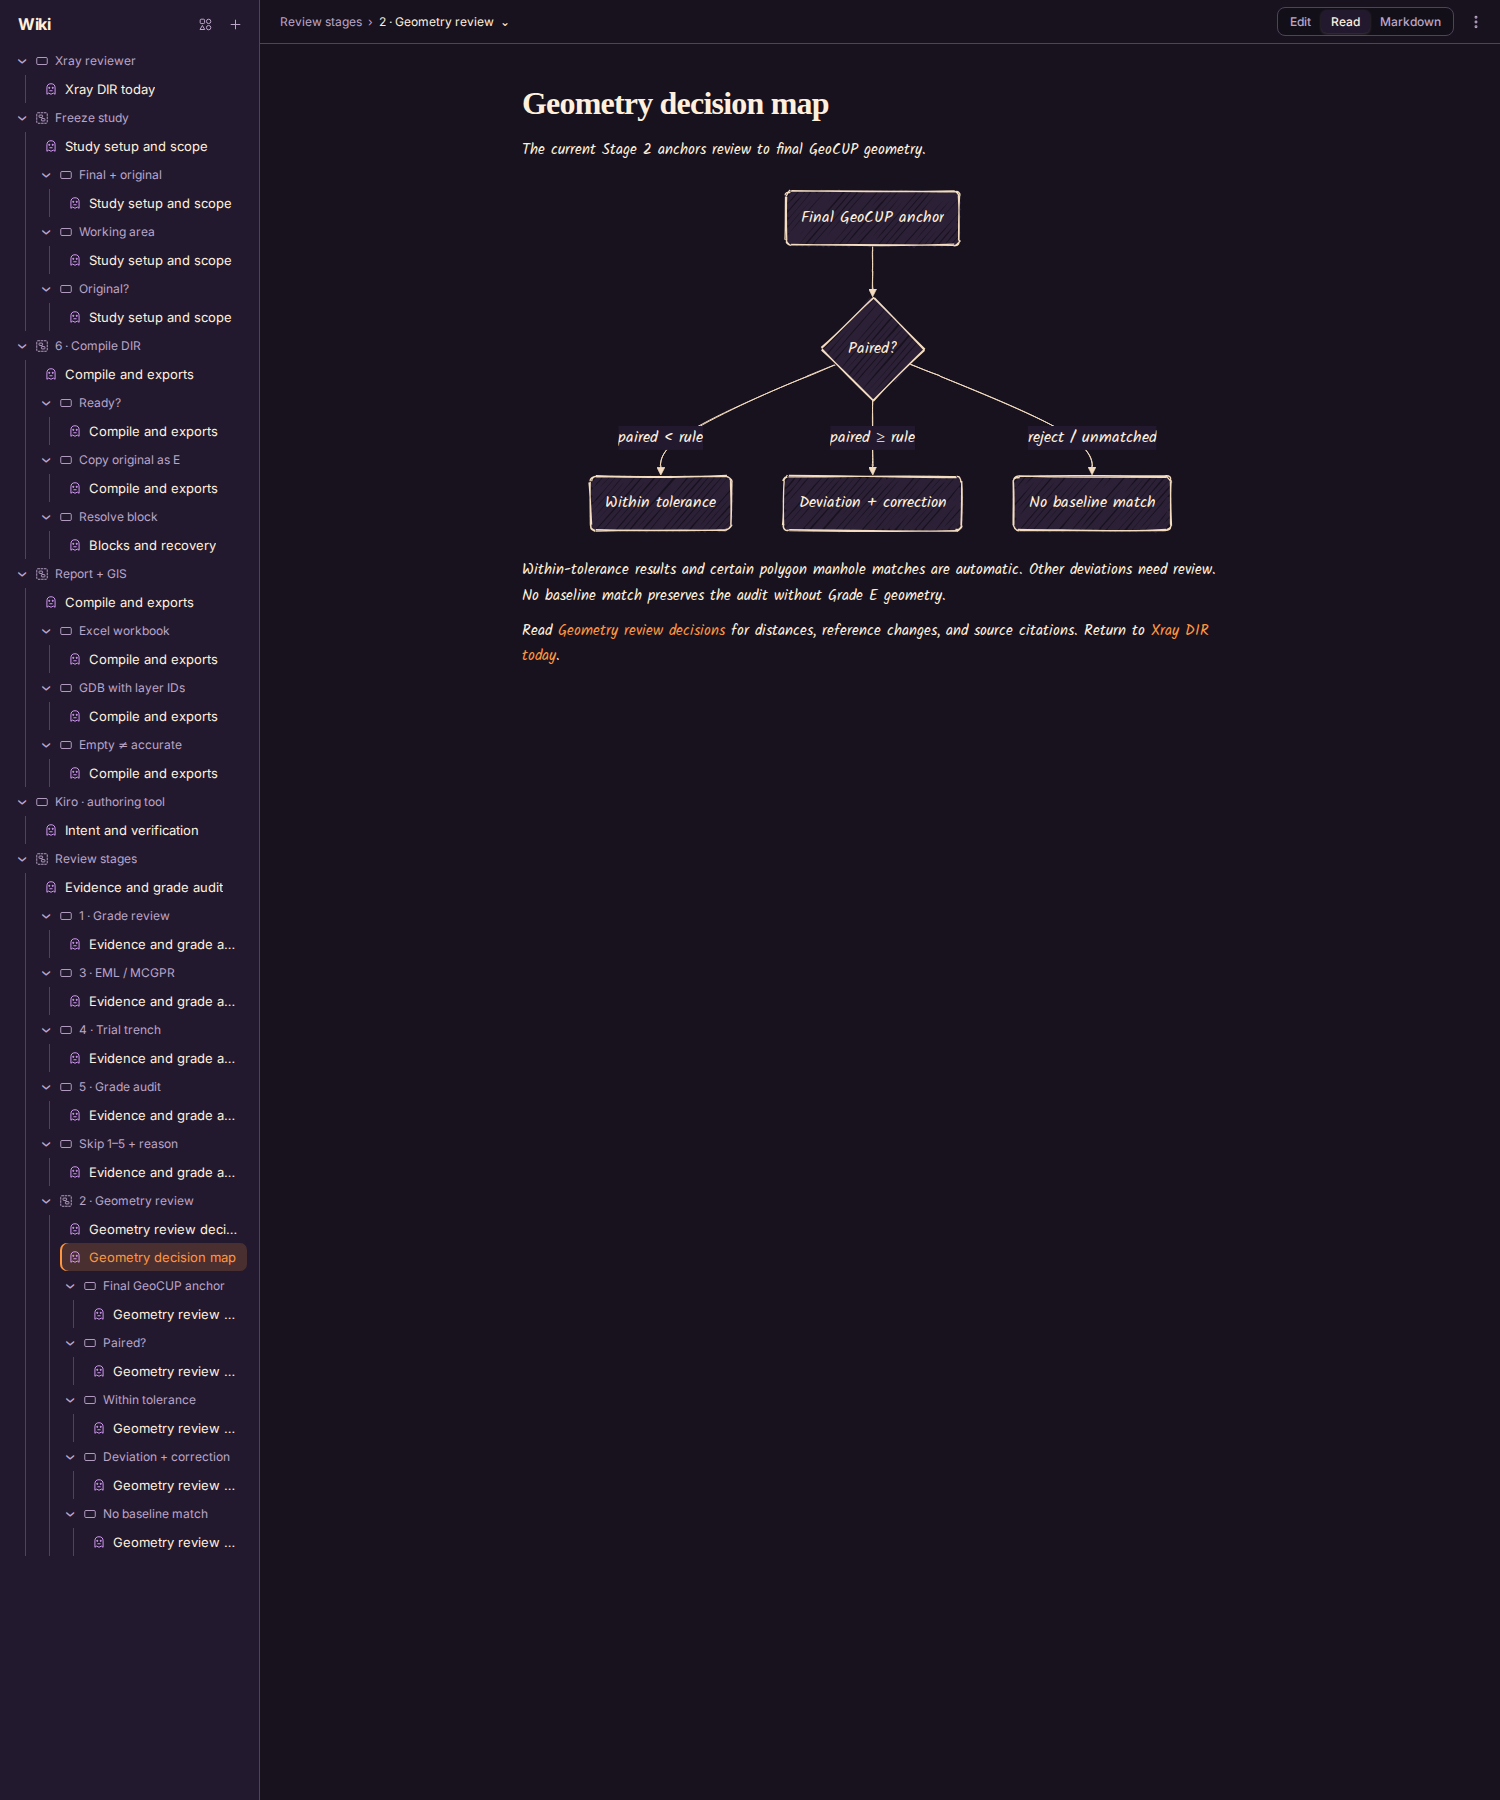 Wiki
Xray reviewer
Xray DIR today
Freeze study
Study setup and scope
Final + original
Study setup and scope
Working area
Study setup and scope
Original?
Study setup and scope
6 · Compile DIR
Compile and exports
Ready?
Compile and exports
Copy original as E
Compile and exports
Resolve block
Blocks and recovery
Report + GIS
Compile and exports
Excel workbook
Compile and exports
GDB with layer IDs
Compile and exports
Empty ≠ accurate
Compile and exports
Kiro · authoring tool
Intent and verification
Review stages
Evidence and grade audit
1 · Grade review
Evidence and grade a...
3 · EML / MCGPR
Evidence and grade a...
4 · Trial trench
Evidence and grade a...
5 · Grade audit
Evidence and grade a...
Skip 1–5 + reason
Evidence and grade a...
2 · Geometry review
Geometry review deci...
Geometry decision map
Final GeoCUP anchor
Geometry review ...
Paired?
Geometry review ...
Within tolerance
Geometry review ...
Deviation + correction
Geometry review ...
No baseline match
Geometry review ...
Review stages › 2 · Geometry review
Edit Read Markdown
Geometry decision map
The current Stage 2 anchors review to final GeoCUP geometry.
Final GeoCUP anchor
Paired?
paired < rule
paired ≥ rule
reject / unmatched
Within tolerance
Deviation + correction
No baseline match
Within-tolerance results and certain polygon manhole matches are automatic. Other deviations need review.
No baseline match preserves the audit without Grade E geometry.
Read Geometry review decisions for distances, reference changes, and source citations. Return to Xray DIR
today.